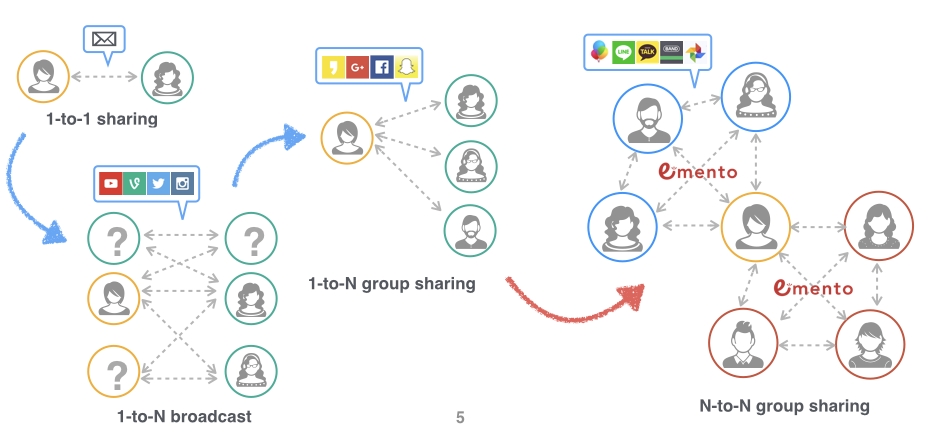 1-to-1 sharing
1-to-N broadcast
1-to-N group sharing
G+
LINE
TALK
BAND
emento
emento
N-to-N group sharing
?
?
?
5